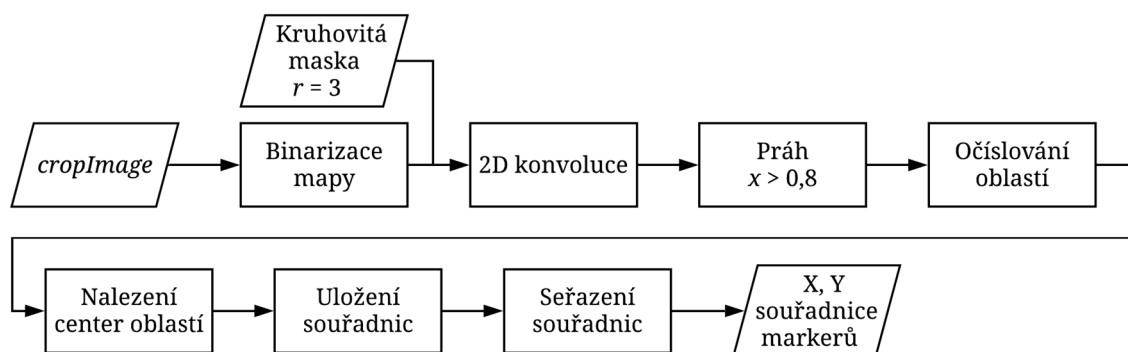 Kruhovitá
maska
r = 3
cropImage
Binarizace
mapy
2D konvoluce
Práh
x > 0,8
Očíslování
oblastí
Nalezení
center oblastí
Uložení
souřadnic
Seřazení
souřadnic
X, Y
souřadnice
markerů